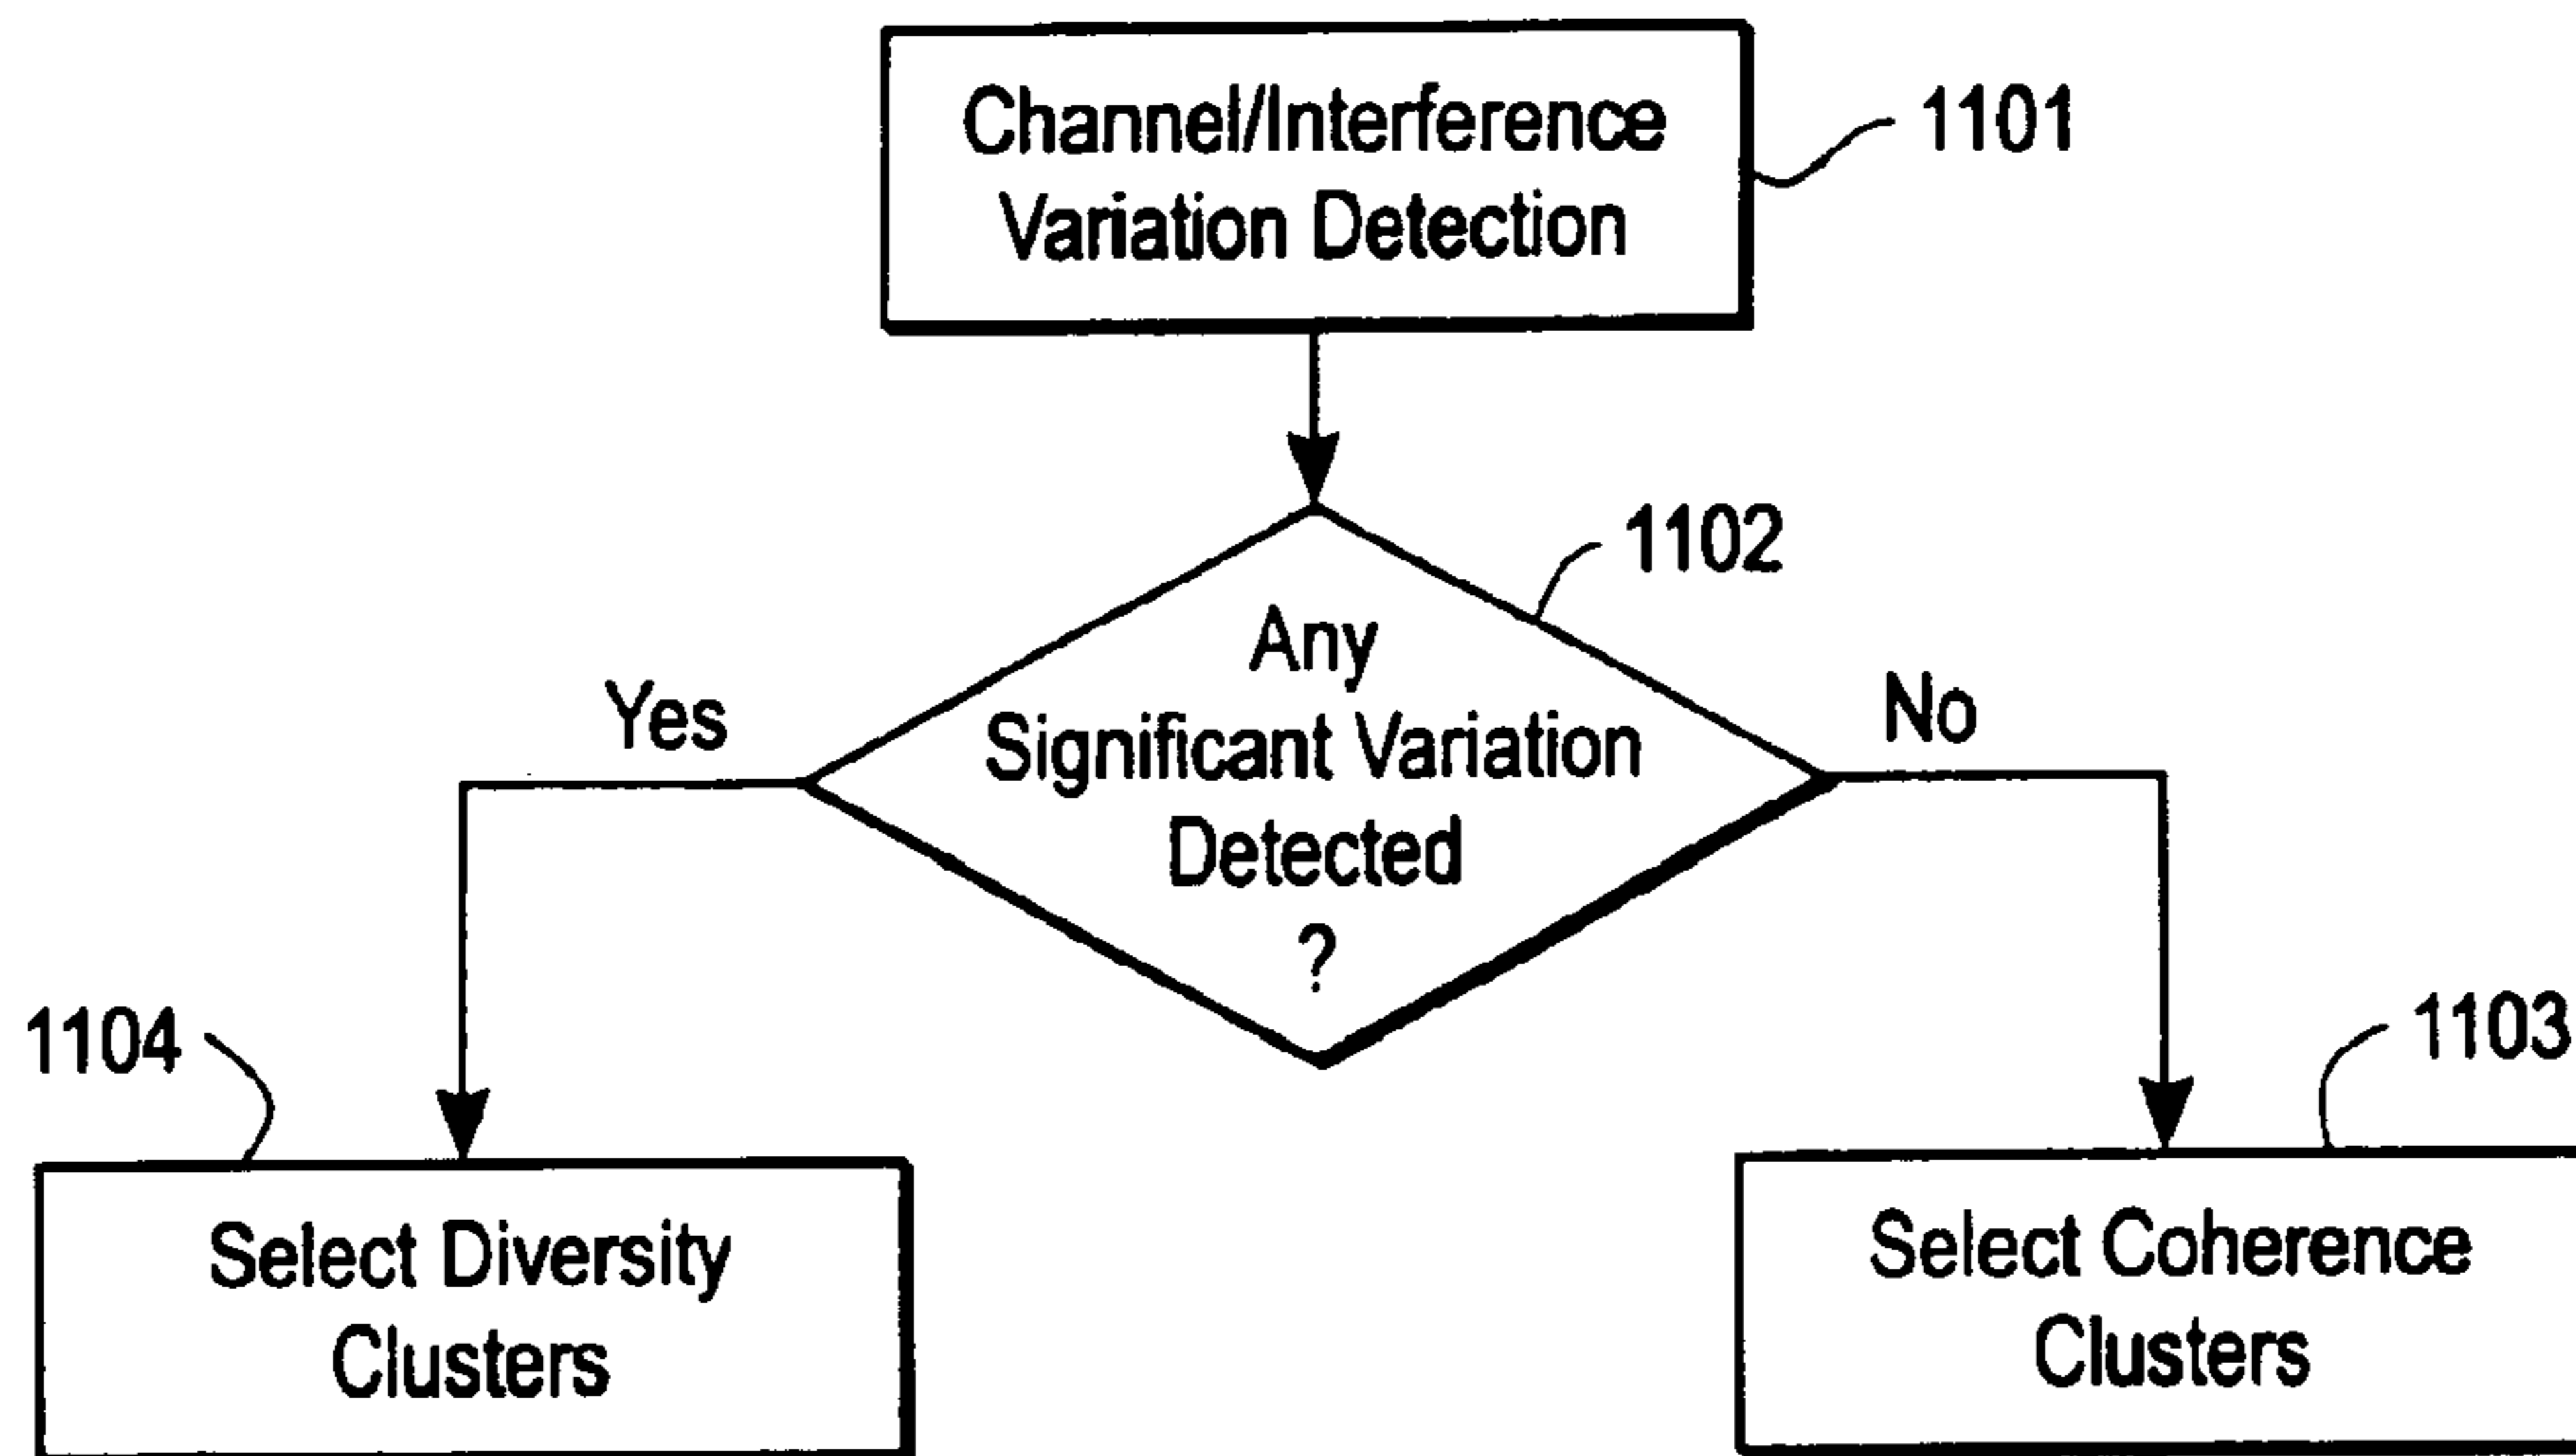 Channel/Interference
Variation Detection
1101
1102
Any
Significant Variation
Detected
?
Yes
No
1104
1103
Select Diversity
Clusters
Select Coherence
Clusters